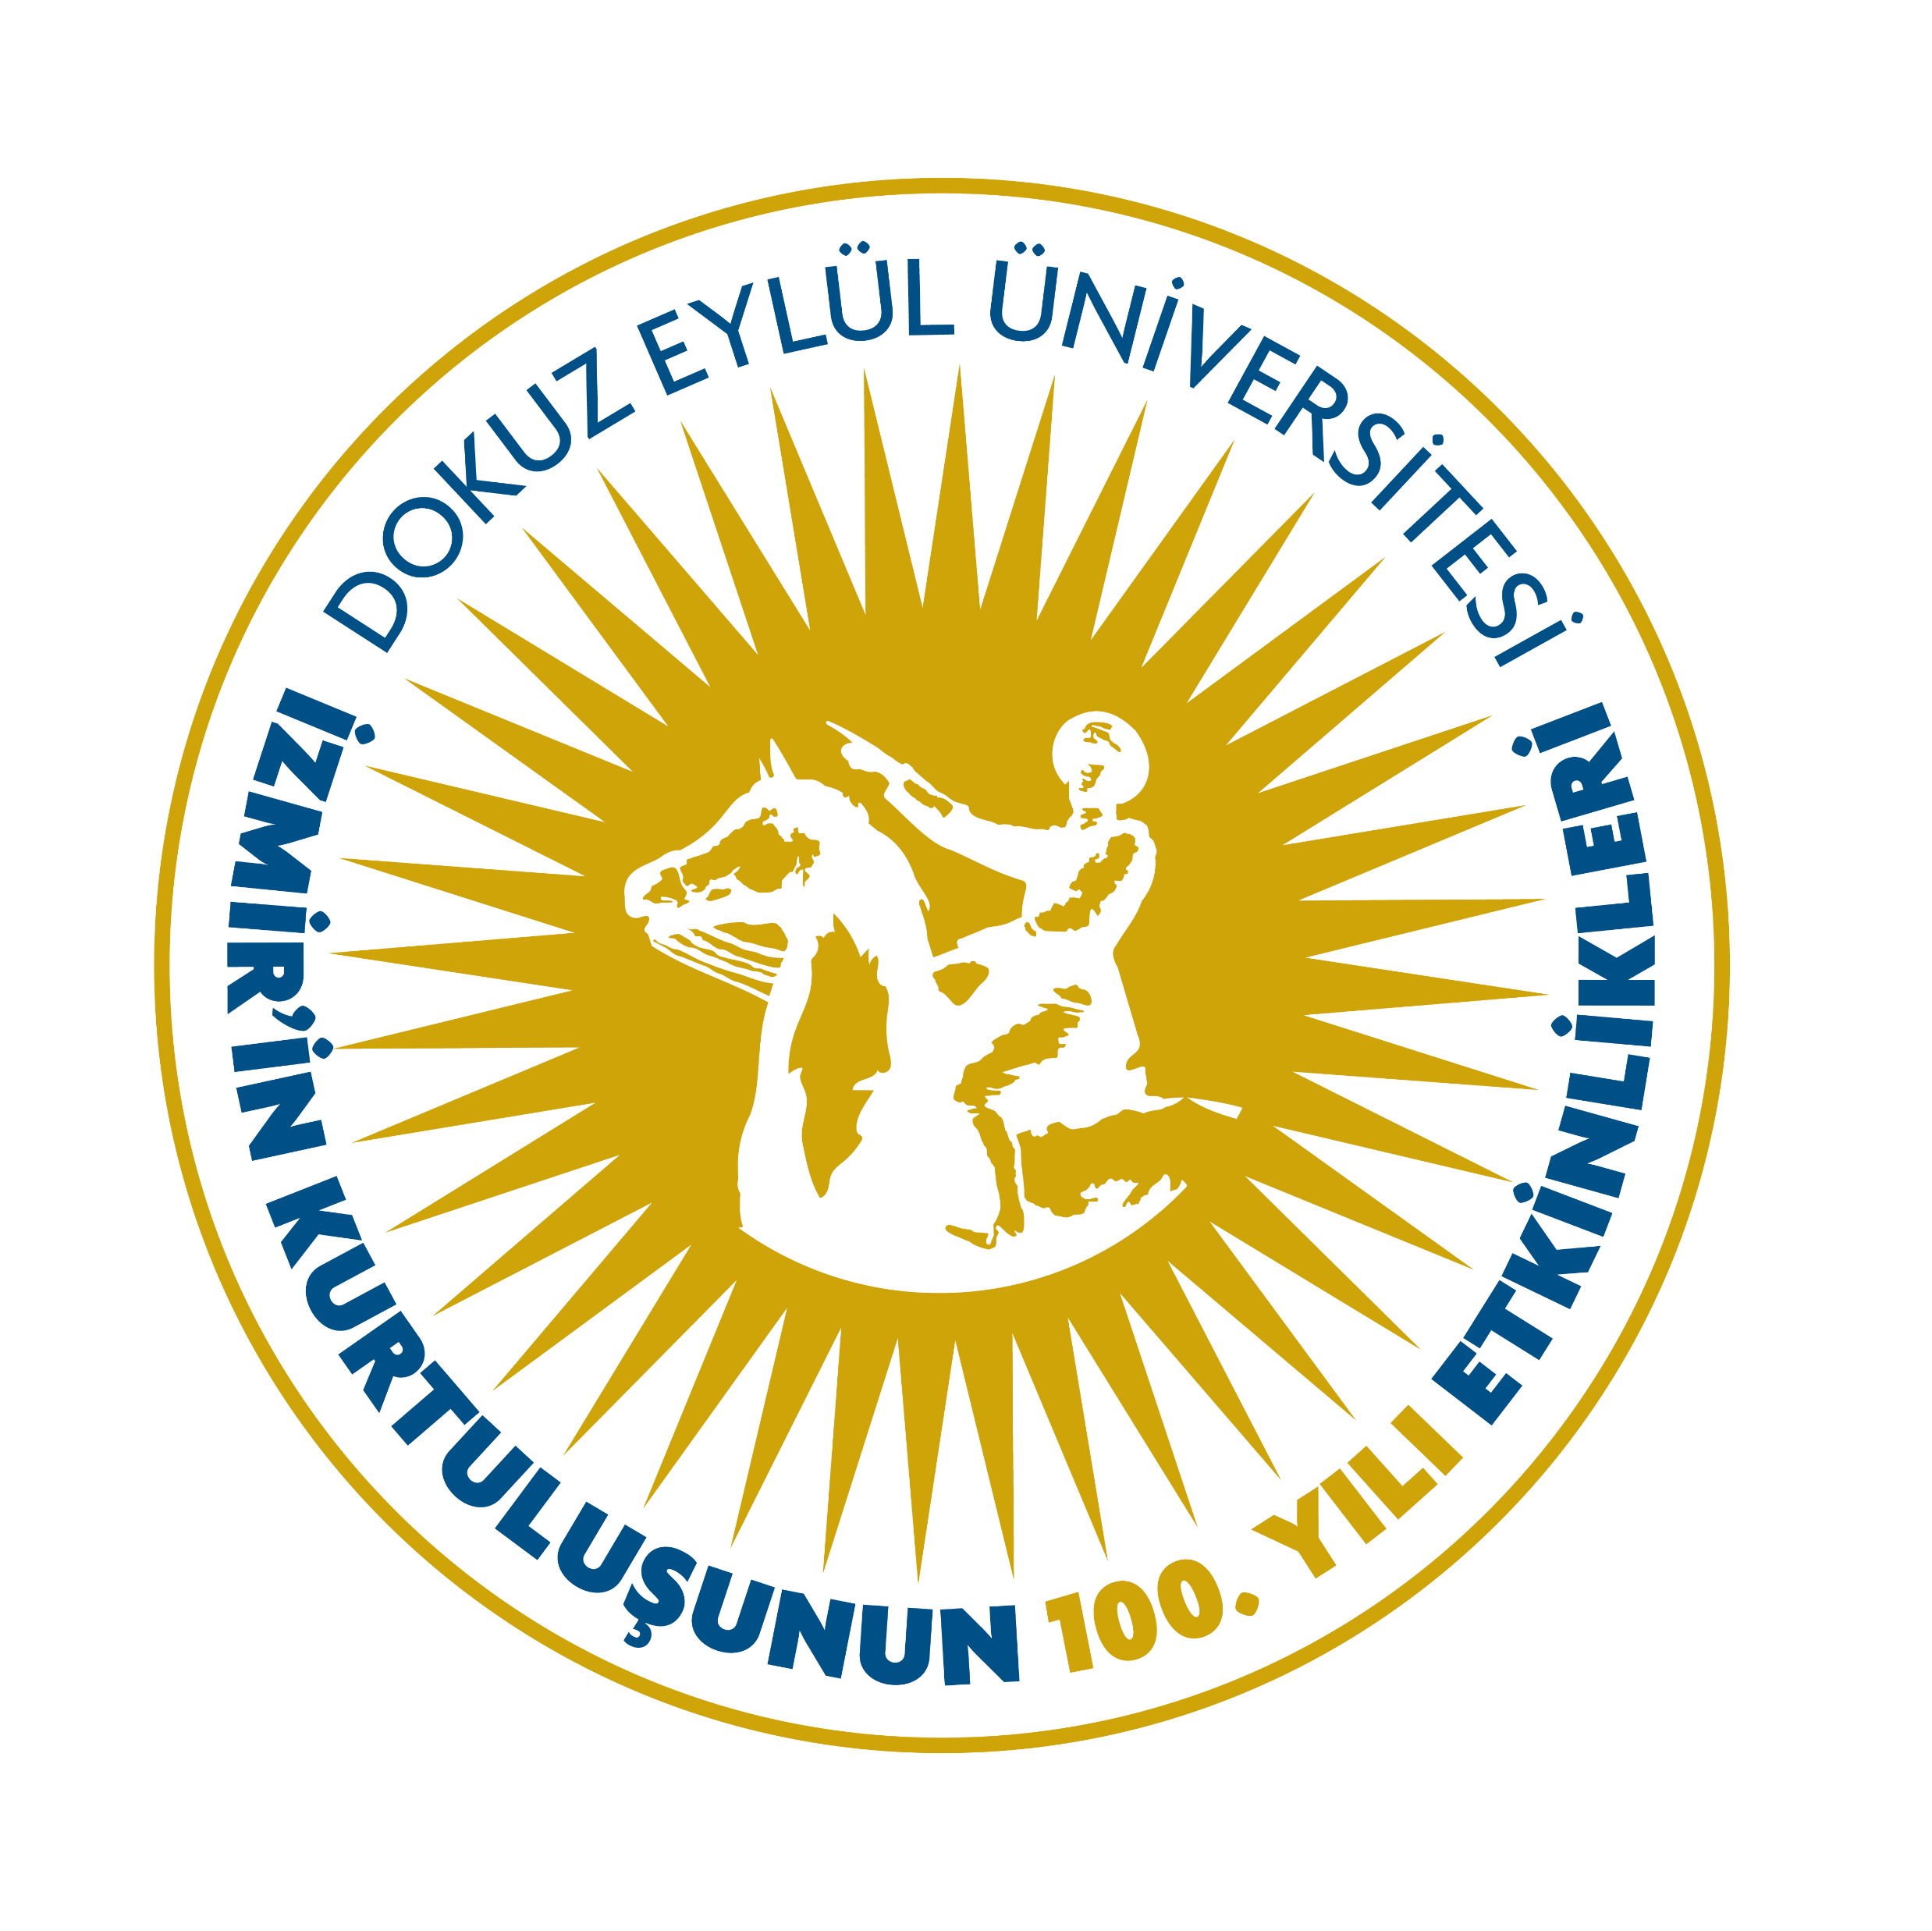 DOKUZ EYLÜL ÜNİVERSİTESİ
İZMİR'İN KURTULUŞUNUN 100. YILI ETKİNLİKLERİ